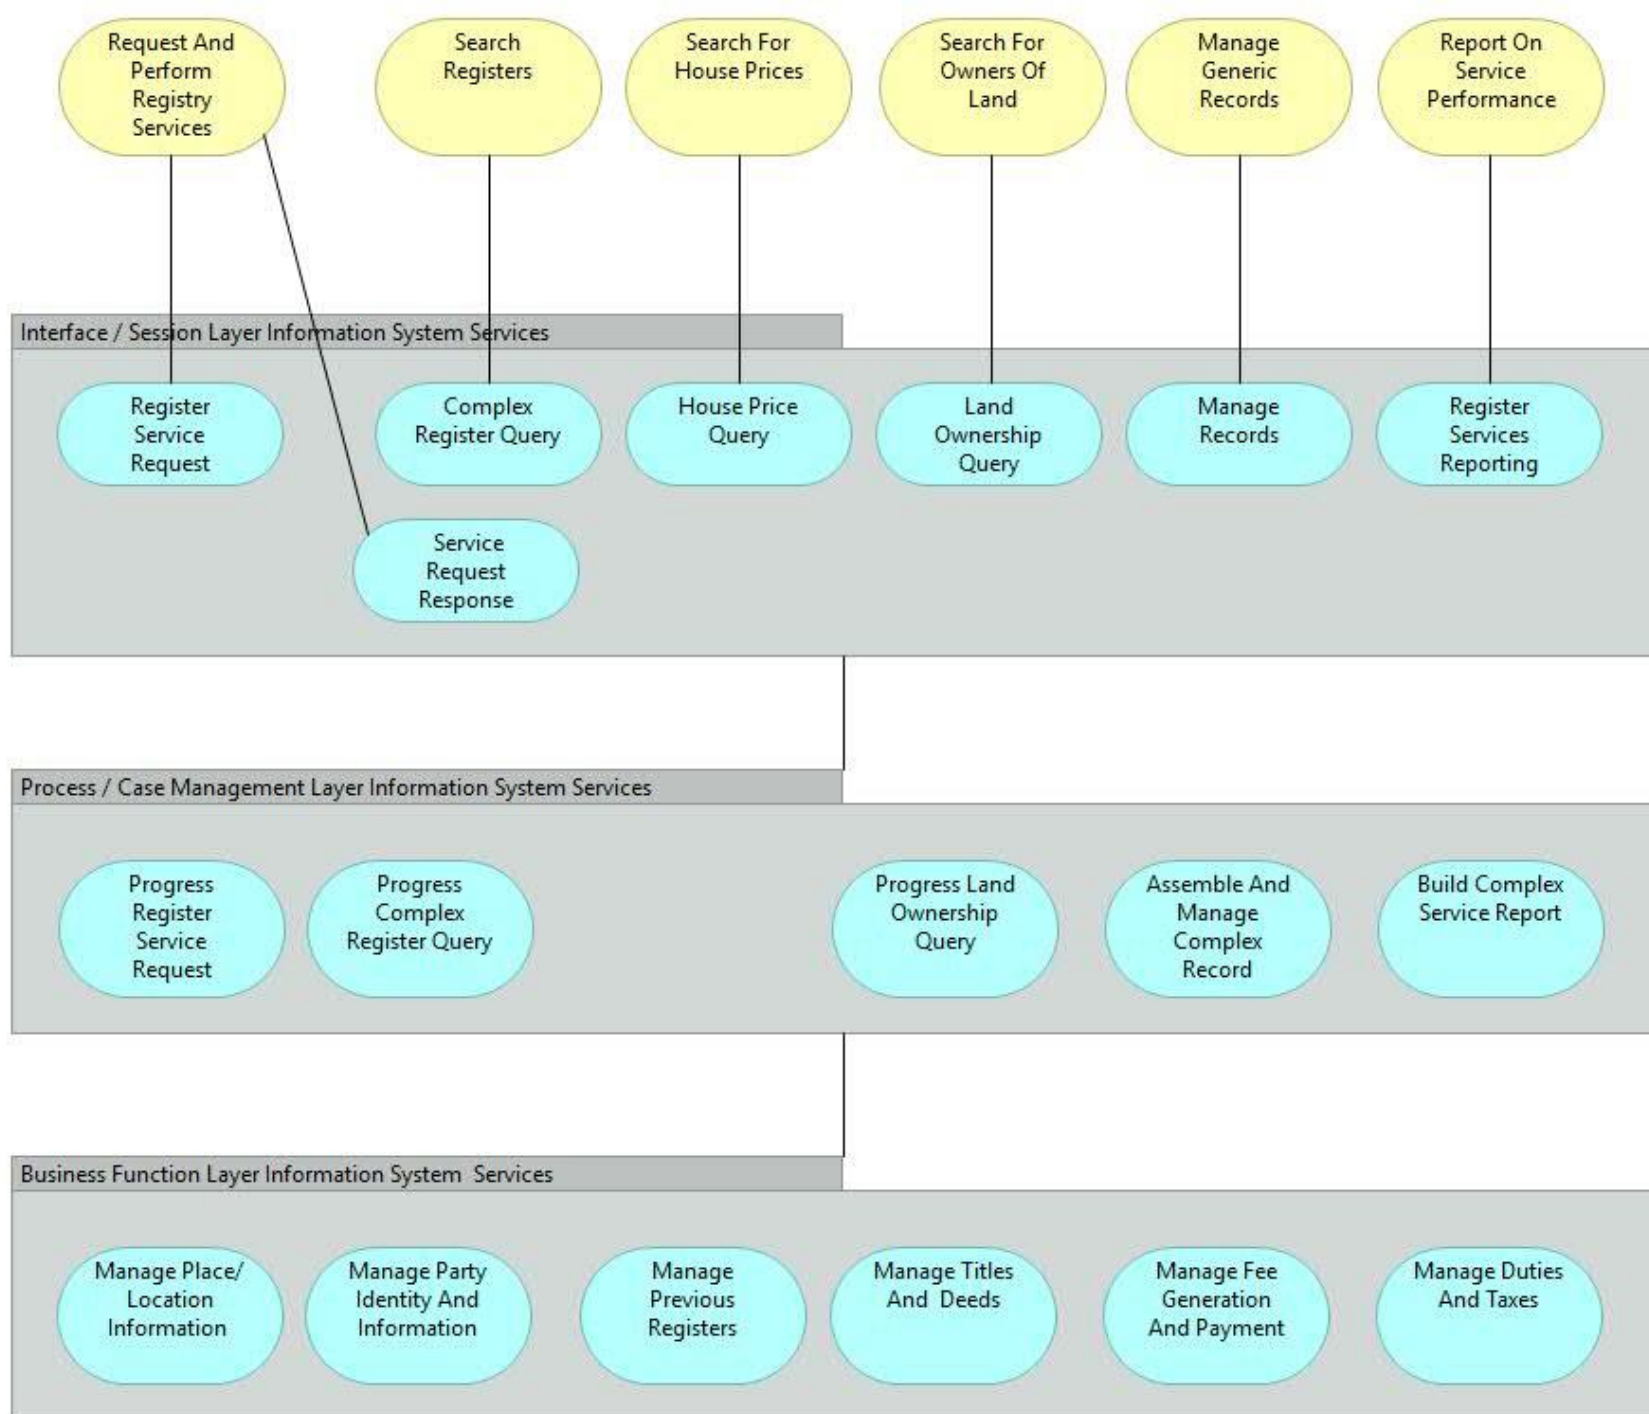 Request And
Perform
Registry
Services
Search
Registers
Search For
House Prices
Search For
Owners Of
Land
Manage
Generic
Records
Report On
Service
Performance
Interface / Session Layer Information System Services
Register
Service
Request
Complex
Register Query
House Price
Query
Land
Ownership
Query
Manage
Records
Register
Services
Reporting
Service
Request
Response
Process / Case Management Layer Information System Services
Progress
Register
Service
Request
Progress
Complex
Register Query
Progress Land
Ownership
Query
Assemble And
Manage
Complex
Record
Build Complex
Service Report
Business Function Layer Information System  Services
Manage Place/
Location
Information
Manage Party
Identity And
Information
Manage
Previous
Registers
Manage Titles
And  Deeds
Manage Fee
Generation
And Payment
Manage Duties
And Taxes